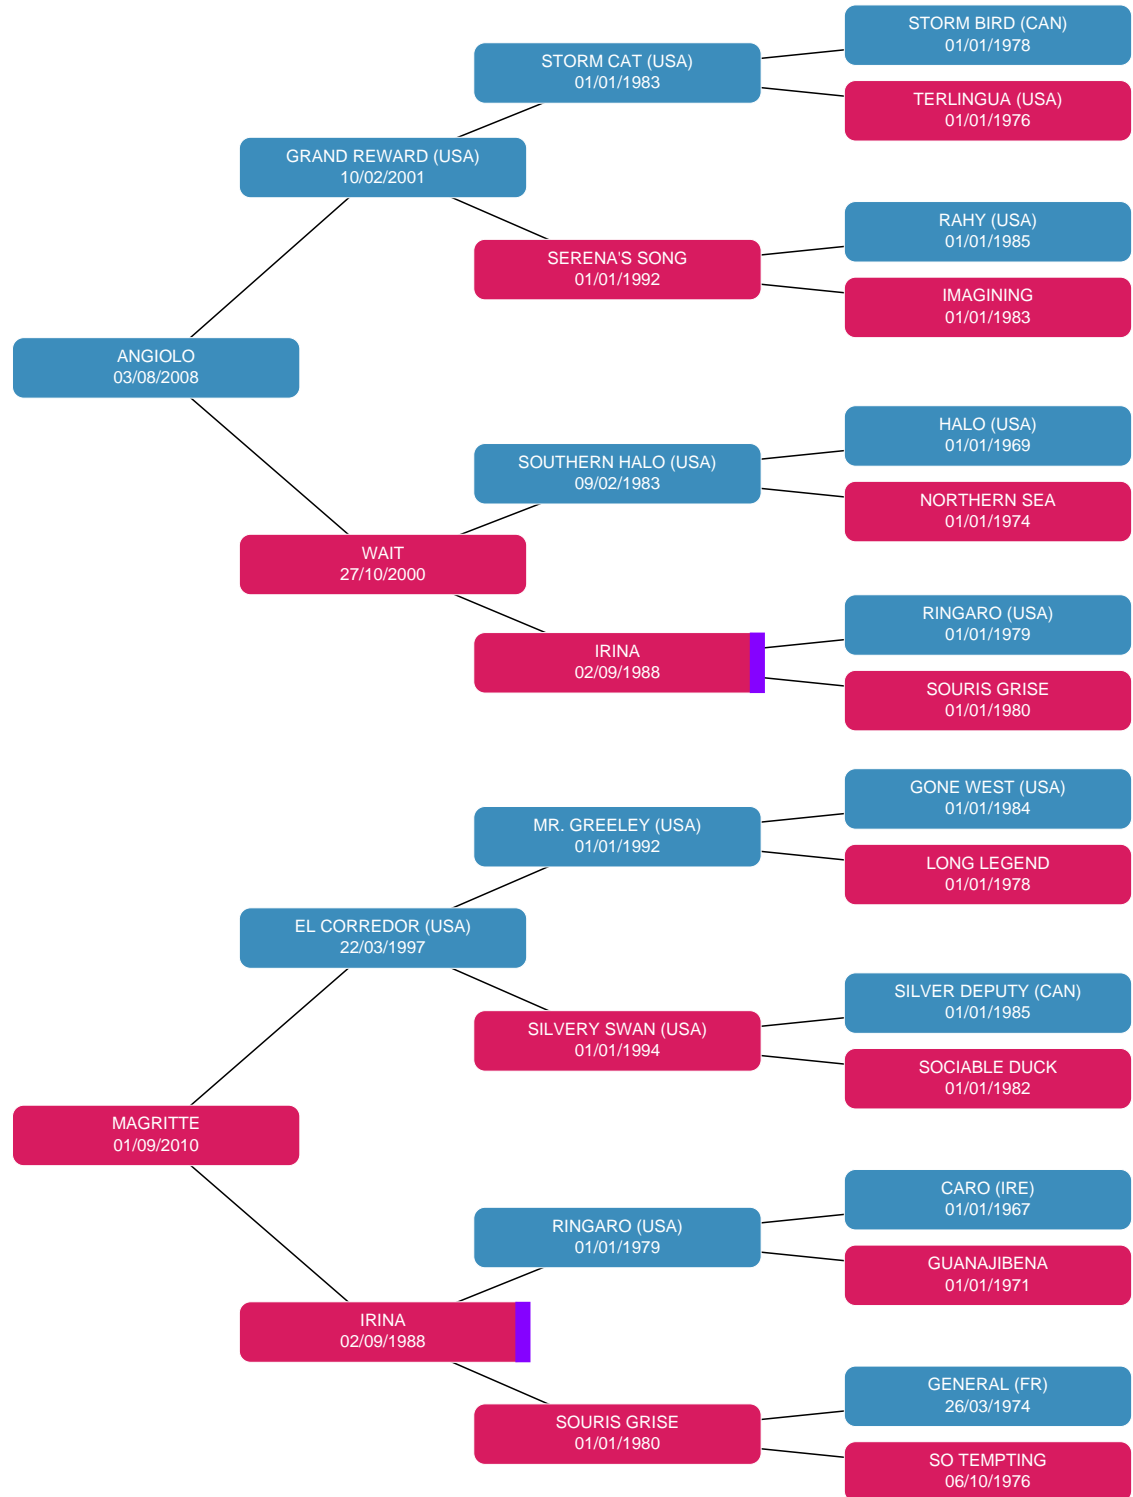 STORM BIRD (CAN)
01/01/1978
STORM CAT (USA)
01/01/1983
TERLINGUA (USA)
01/01/1976
GRAND REWARD (USA)
10/02/2001
RAHY (USA)
01/01/1985
SERENA'S SONG
01/01/1992
IMAGINING
01/01/1983
ANGIOLO
03/08/2008
HALO (USA)
01/01/1969
SOUTHERN HALO (USA)
09/02/1983
NORTHERN SEA
01/01/1974
WAIT
27/10/2000
RINGARO (USA)
01/01/1979
IRINA
02/09/1988
SOURIS GRISE
01/01/1980
GONE WEST (USA)
01/01/1984
MR. GREELEY (USA)
01/01/1992
LONG LEGEND
01/01/1978
EL CORREDOR (USA)
22/03/1997
SILVER DEPUTY (CAN)
01/01/1985
SILVERY SWAN (USA)
01/01/1994
SOCIABLE DUCK
01/01/1982
MAGRITTE
01/09/2010
CARO (IRE)
01/01/1967
RINGARO (USA)
01/01/1979
GUANAJIBENA
01/01/1971
IRINA
02/09/1988
GENERAL (FR)
26/03/1974
SOURIS GRISE
01/01/1980
SO TEMPTING
06/10/1976